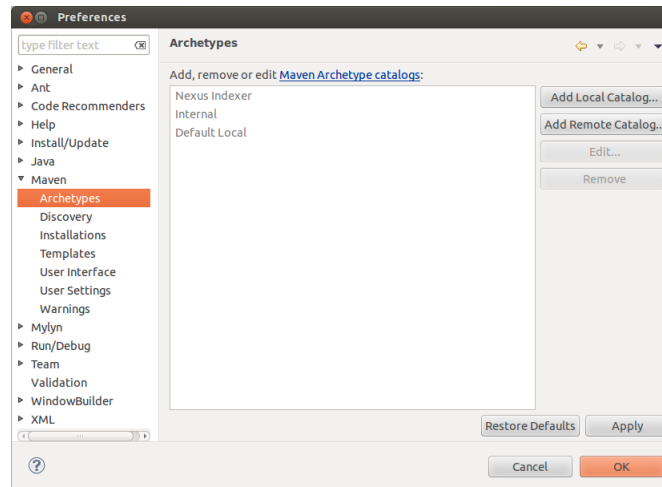 Preferences
type filter text
General
Ant
Code Recommenders
Help
Install/Update
Java
Maven
Archetypes
Discovery
Installations
Templates
User Interface
User Settings
Warnings
Mylyn
Run/Debug
Team
Validation
WindowBuilder
XML
Archetypes
Add, remove or edit Maven Archetype catalogs:
Nexus Indexer
Internal
Default Local
Add Local Catalog...
Add Remote Catalog..
Edit...
Remove
Restore Defaults
Apply
Cancel
OK